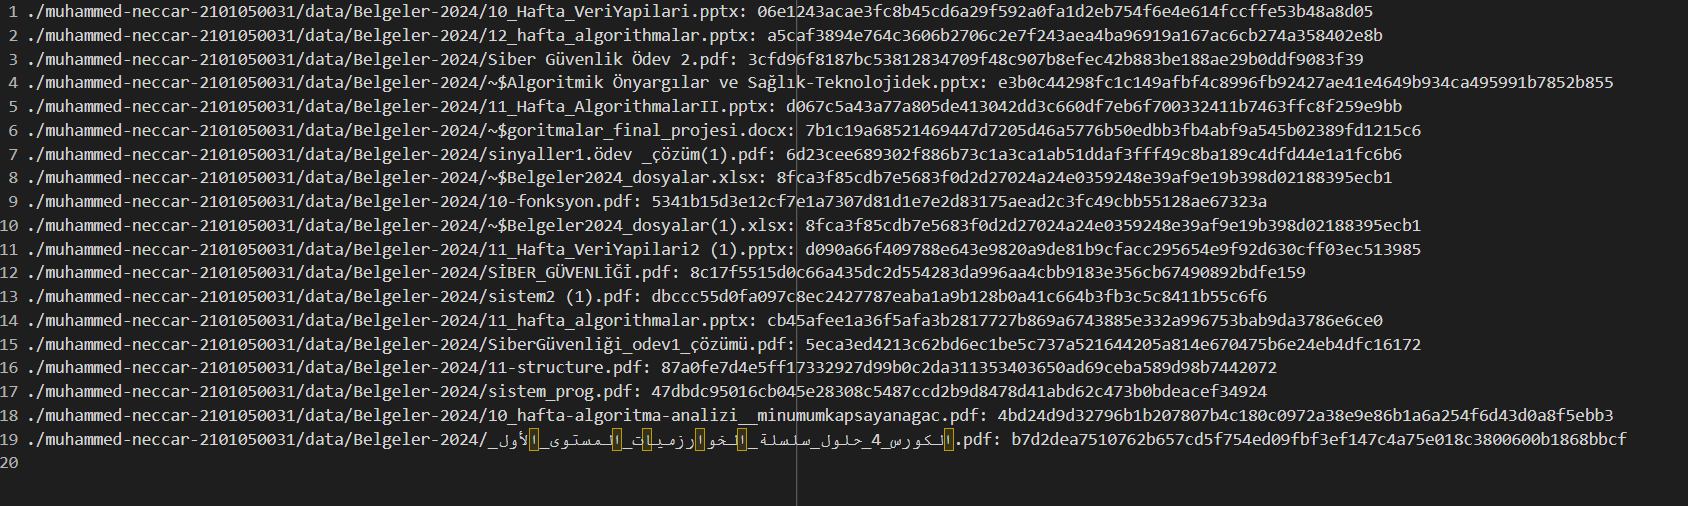 1 ./muhammed-neccar-2101050031/data/Belgeler-2024/10_Hafta_VeriYapilari.pptx: 06e1243acae3fc8b45cd6a29f592a0fa1d2eb754f6e4e614fccffe53b48a8d05
2 ./muhammed-neccar-2101050031/data/Belgeler-2024/12_hafta_algorithmalar.pptx: a5caf3894e764c3606b2706c2e7f243aea4ba96919a167ac6cb274a358402e8b
3 ./muhammed-neccar-2101050031/data/Belgeler-2024/Siber Güvenlik Ödev 2.pdf: 3cfd96f8187bc53812834709f48c907b8efec42b883be188ae29b0ddf9083f39
4 ./muhammed-neccar-2101050031/data/Belgeler-2024/~$Algoritmik Önyargılar ve Sağlık-Teknolojidek.pptx: e3b0c44298fc1c149afbf4c8996fb92427ae41e4649b934ca495991b7852b855
5 ./muhammed-neccar-2101050031/data/Belgeler-2024/11_Hafta_AlgorithmalarII.pptx: d067c5a43a77a805de413042dd3c660df7eb6f700332411b7463ffc8f259e9bb
6 ./muhammed-neccar-2101050031/data/Belgeler-2024/~$goritmalar_final_projesi.docx: 7b1c19a68521469447d7205d46a5776b50edbb3fb4abf9a545b02389fd1215c6
7 ./muhammed-neccar-2101050031/data/Belgeler-2024/sinyaller1.ödev _çözüm(1).pdf: 6d23cee689302f886b73c1a3ca1ab51ddaf3fff49c8ba189c4dfd44e1a1fc6b6
8 ./muhammed-neccar-2101050031/data/Belgeler-2024/~$Belgeler2024_dosyalar.xlsx: 8fca3f85cdb7e5683f0d2d27024a24e0359248e39af9e19b398d02188395ecb1
9 ./muhammed-neccar-2101050031/data/Belgeler-2024/10-fonksyon.pdf: 5341b15d3e12cf7e1a7307d81d1e7e2d83175aead2c3fc49cbb55128ae67323a
10 ./muhammed-neccar-2101050031/data/Belgeler-2024/~$Belgeler2024_dosyalar(1).xlsx: 8fca3f85cdb7e5683f0d2d27024a24e0359248e39af9e19b398d02188395ecb1
11 ./muhammed-neccar-2101050031/data/Belgeler-2024/11_Hafta_VeriYapilari2 (1).pptx: d090a66f409788e643e9820a9de81b9cfacc295654e9f92d630cff03ec513985
12 ./muhammed-neccar-2101050031/data/Belgeler-2024/SİBER_GÜVENLİĞİ.pdf: 8c17f5515d0c66a435dc2d554283da996aa4cbb9183e356cb67490892bdfe159
13 ./muhammed-neccar-2101050031/data/Belgeler-2024/sistem2 (1).pdf: dbccc55d0fa097c8ec2427787eaba1a9b128b0a41c664b3fb3c5c8411b55c6f6
14 ./muhammed-neccar-2101050031/data/Belgeler-2024/11_hafta_algorithmalar.pptx: cb45afee1a36f5afa3b2817727b869a6743885e332a996753bab9da3786e6ce0
15 ./muhammed-neccar-2101050031/data/Belgeler-2024/SiberGüvenliği_odev1_çözümü.pdf: 5eca3ed4213c62bd6ec1be5c737a521644205a814e670475b6e24eb4dfc16172
16 ./muhammed-neccar-2101050031/data/Belgeler-2024/11-structure.pdf: 87a0fe7d4e5ff17332927d99b0c2da311353403650ad69ceba589d98b7442072
17 ./muhammed-neccar-2101050031/data/Belgeler-2024/sistem_prog.pdf: 47dbdc95016cb045e28308c5487ccd2b9d8478d41abd62c473b0bdeacef34924
18 ./muhammed-neccar-2101050031/data/Belgeler-2024/10_hafta-algoritma-analizi__minumumkapsayanagac.pdf: 4bd24d9d32796b1b207807b4c180c0972a38e9e86b1a6a254f6d43d0a8f5ebb3
19 ./muhammed-neccar-2101050031/data/Belgeler-2024/الكورس_4_حلول_سلسلة_الخوارزميات_المستوى_الأول_.pdf: b7d2dea7510762b657cd5f754ed09fbf3ef147c4a75e018c3800600b1868bbcf
20